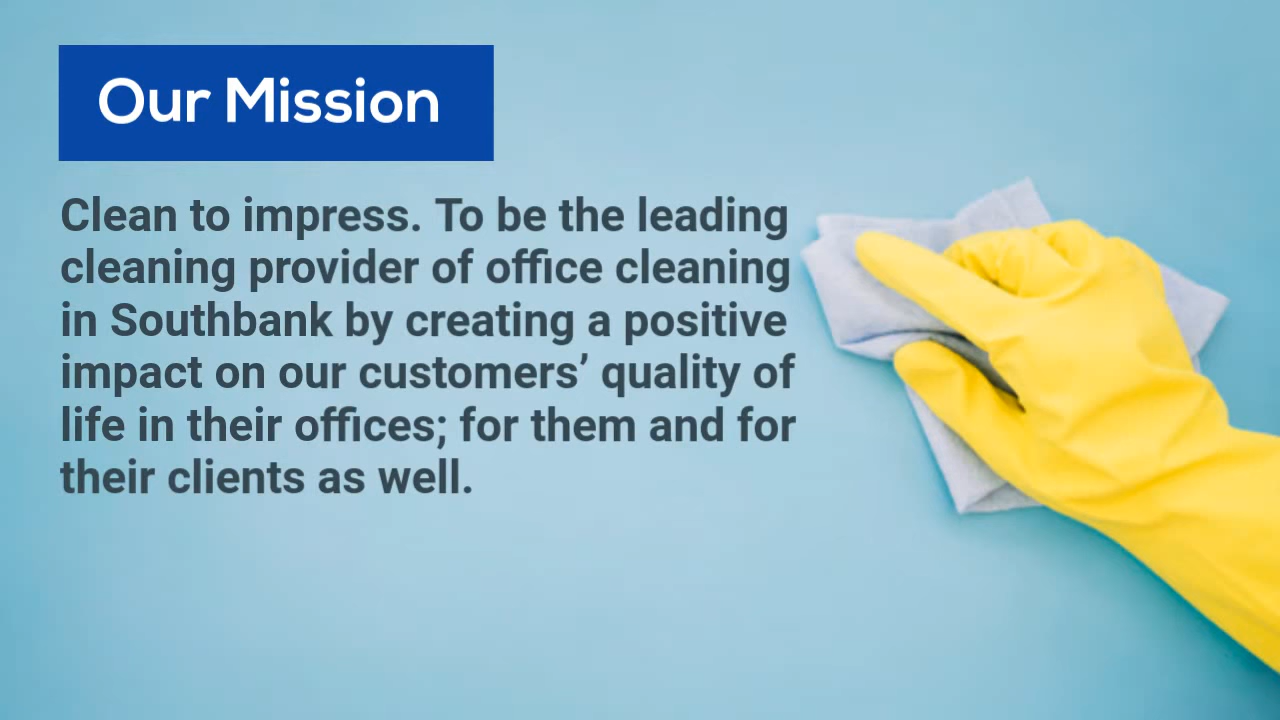 Our Mission
Clean to impress. To be the leading
cleaning provider of office cleaning
in Southbank by creating a positive
impact on our customers’ quality of
life in their offices; for them and for
their clients as well.